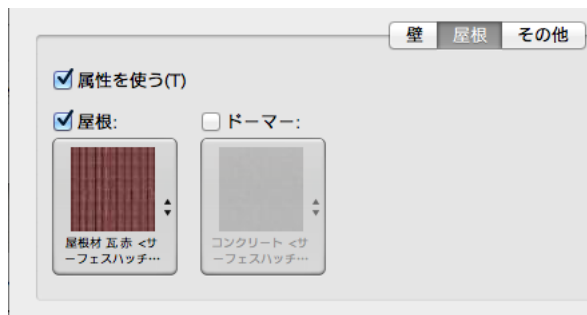 壁 屋根 その他
属性を使う(T)
屋根: ドーマー:
屋根材 瓦 赤 <サ
ーフェスハッチ…
コンクリート <サ
ーフェスハッチ…